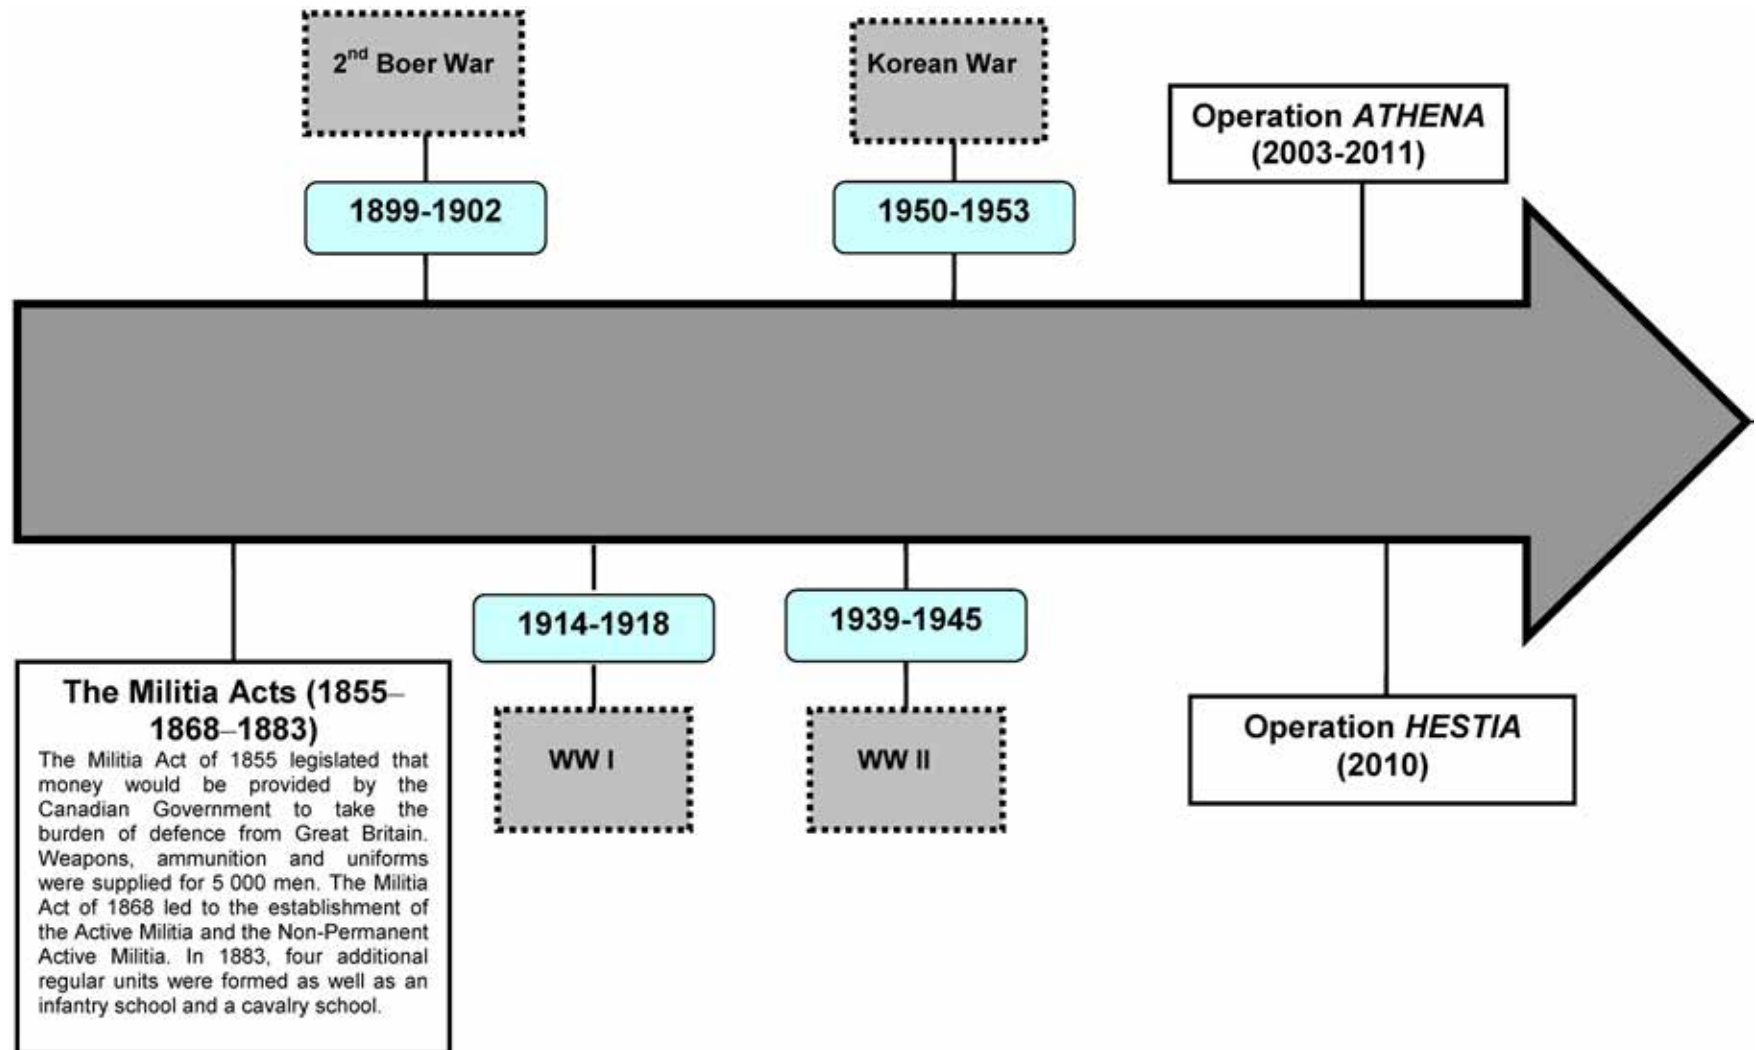 2nd Boer War
1899-1902
Korean War
1950-1953
Operation ATHENA
(2003-2011)
The Militia Acts (1855–
1868–1883)
The Militia Act of 1855 legislated that
money would be provided by the
Canadian Government to take the
burden of defence from Great Britain.
Weapons, ammunition and uniforms
were supplied for 5 000 men. The Militia
Act of 1868 led to the establishment of
the Active Militia and the Non-Permanent
Active Militia. In 1883, four additional
regular units were formed as well as an
infantry school and a cavalry school.
1914-1918
WW I
1939-1945
WW II
Operation HESTIA
(2010)